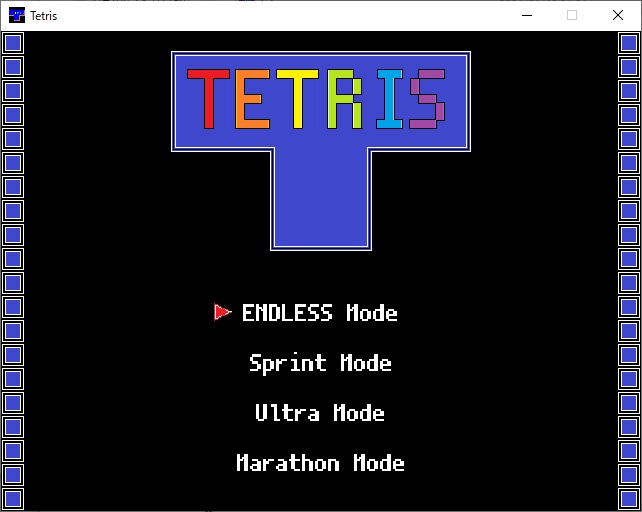 Tetris
TETRIS
ENDLESS Mode
Sprint Mode
Ultra Mode
Marathon Mode